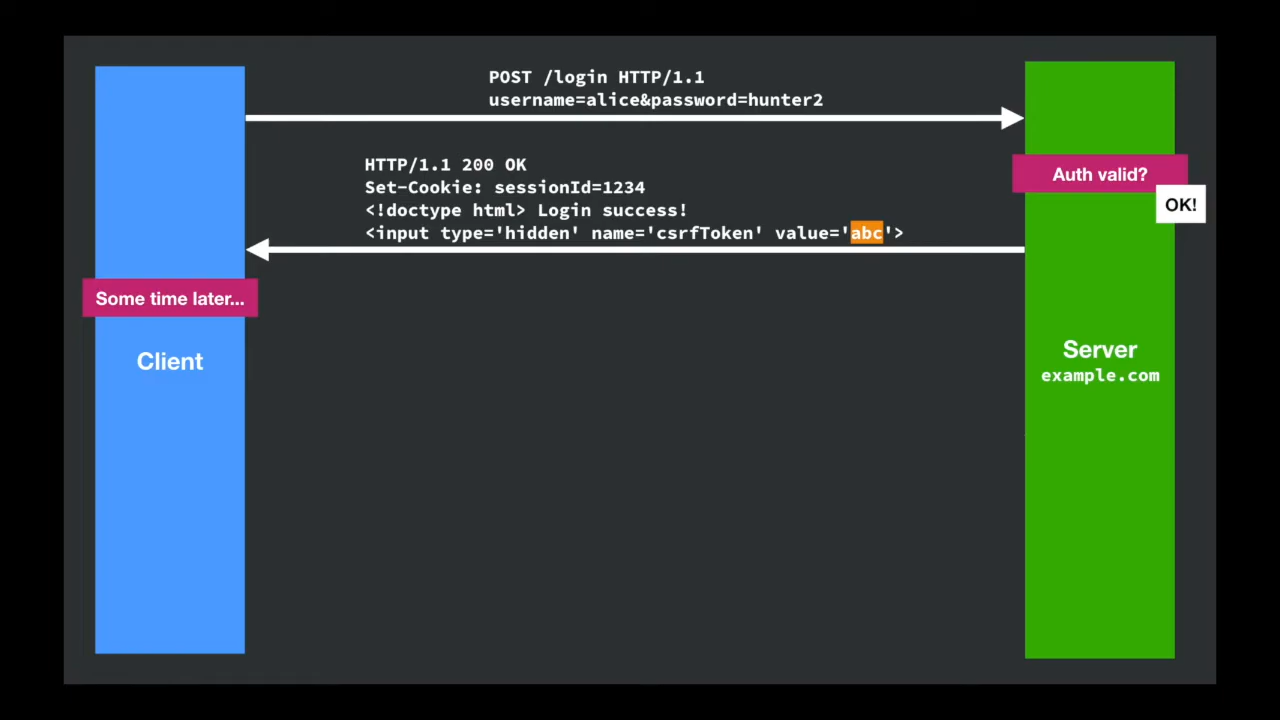 POST /login HTTP/1.1
username=alice&password=hunter2
HTTP/1.1 200 OK
Set-Cookie: sessionId=1234
<!doctype html> Login success!
<input type='hidden' name='csrfToken' value='abc'>
Auth valid?
OK!
Some time later...
Client
Server
example.com